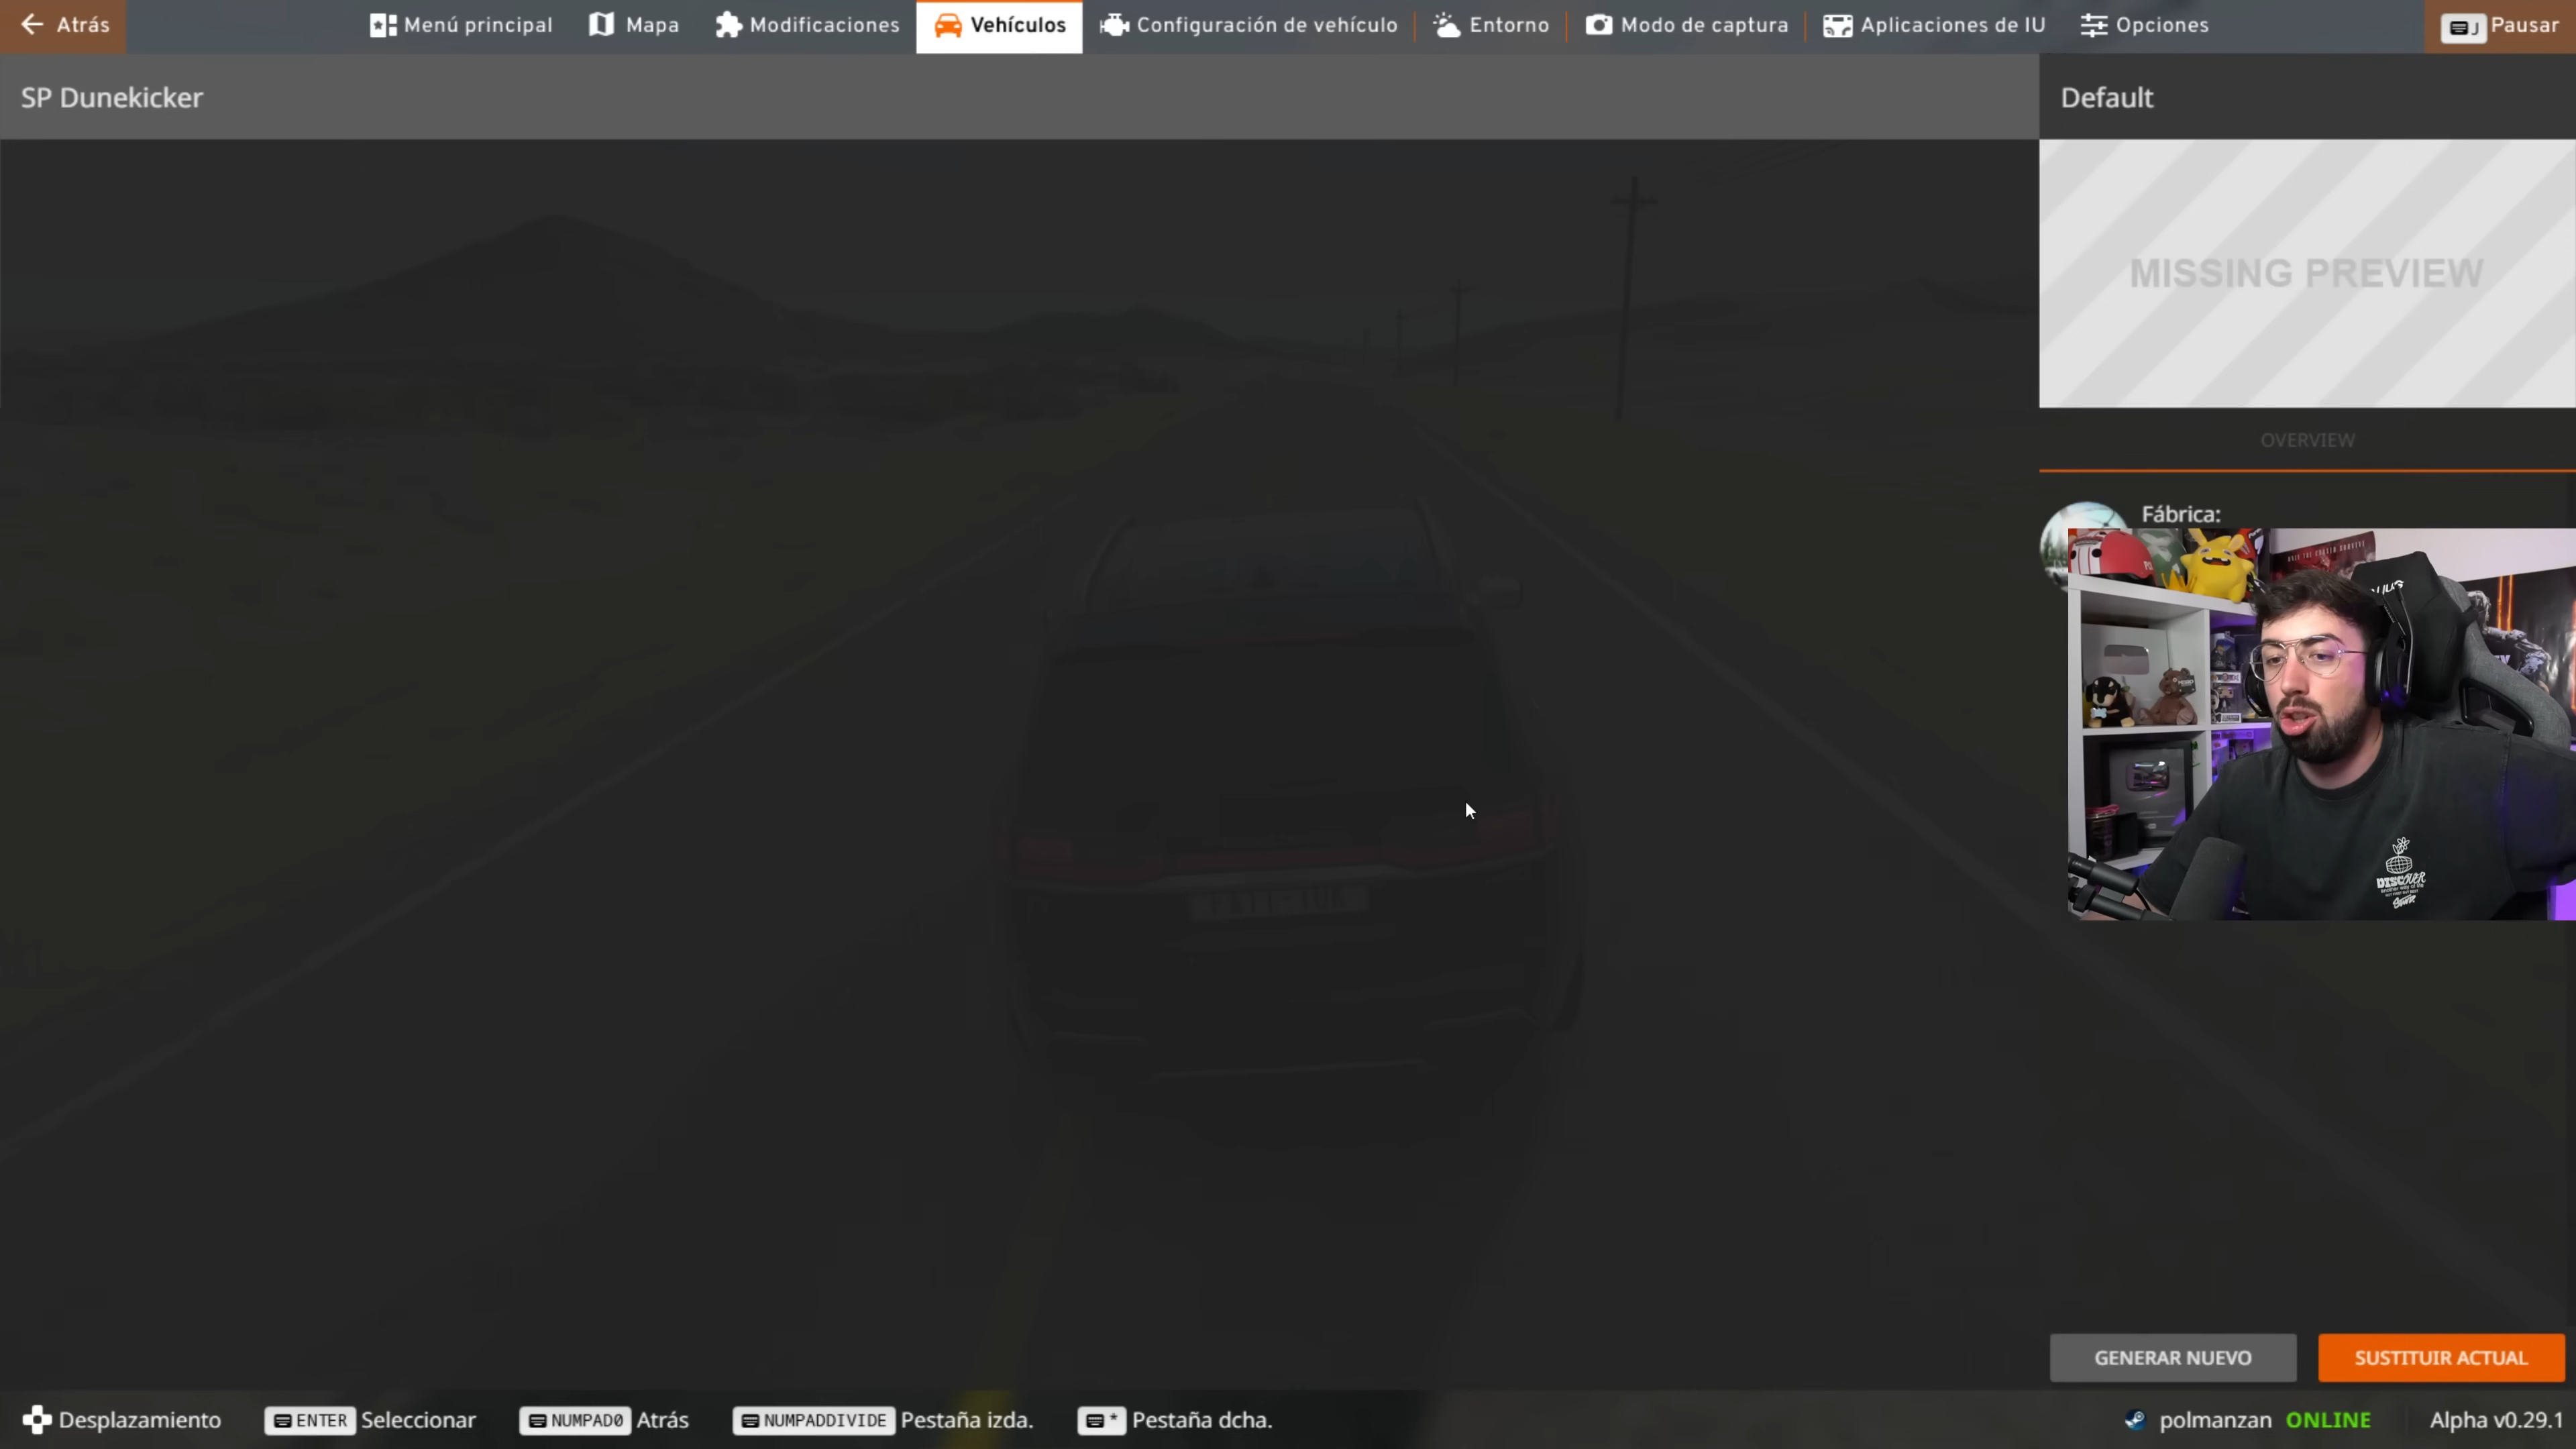 Atrás
Menú principal
Mapa
Modificaciones
Vehículos
Configuración de vehículo
Entorno
Modo de captura
Aplicaciones de IU
Opciones
J Pausar
SP Dunekicker
Default
MISSING PREVIEW
OVERVIEW
Fábrica:
DISCOVER
GENERAR NUEVO
SUSTITUIR ACTUAL
Desplazamiento
ENTER Seleccionar
NUMPAD0 Atrás
NUMPADDIVIDE Pestaña izda.
* Pestaña dcha.
polmanzan ONLINE
Alpha v0.29.1